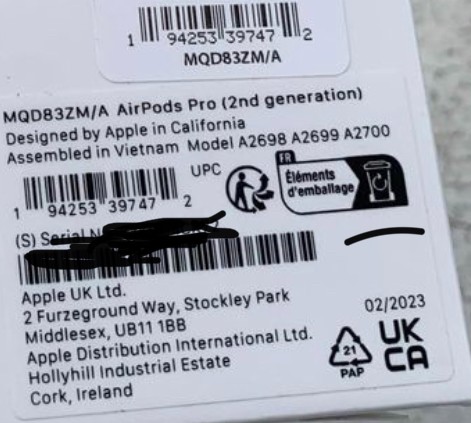 1 94253 39747 2
MQD83ZM/A
MQD83ZM/A AirPods Pro (2nd generation)
Designed by Apple in California
Assembled in Vietnam Model A2698 A2699 A2700
UPC
FR
Éléments
d'emballage
1 94253 39747 2
(S) Serial
Apple UK Ltd.
2 Furzeground Way, Stockley Park
Middlesex, UB11 1BB
Apple Distribution International Ltd.
Hollyhill Industrial Estate
Cork, Ireland
02/2023
21
PAP
UK
CA